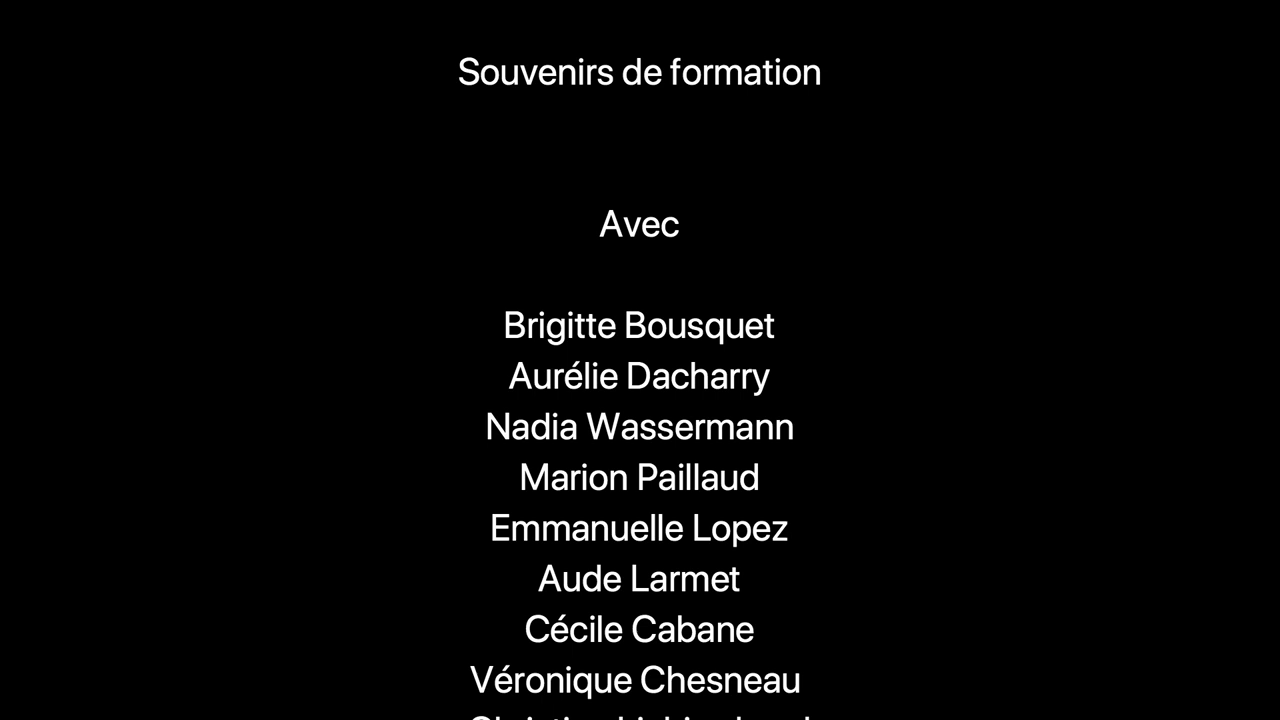 Souvenirs de formation
Avec
Brigitte Bousquet
Aurélie Dacharry
Nadia Wassermann
Marion Paillaud
Emmanuelle Lopez
Aude Larmet
Cécile Cabane
Véronique Chesneau